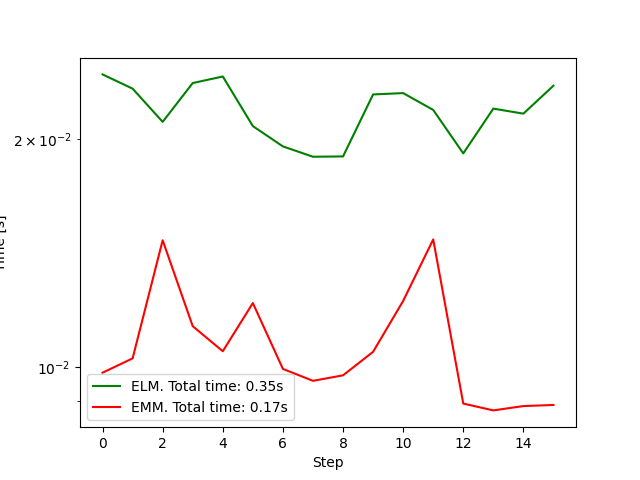 2 × 10⁻²
10⁻²
ELM. Total time: 0.35s
EMM. Total time: 0.17s
0 2 4 6 8 10 12 14
Step
Time [s]